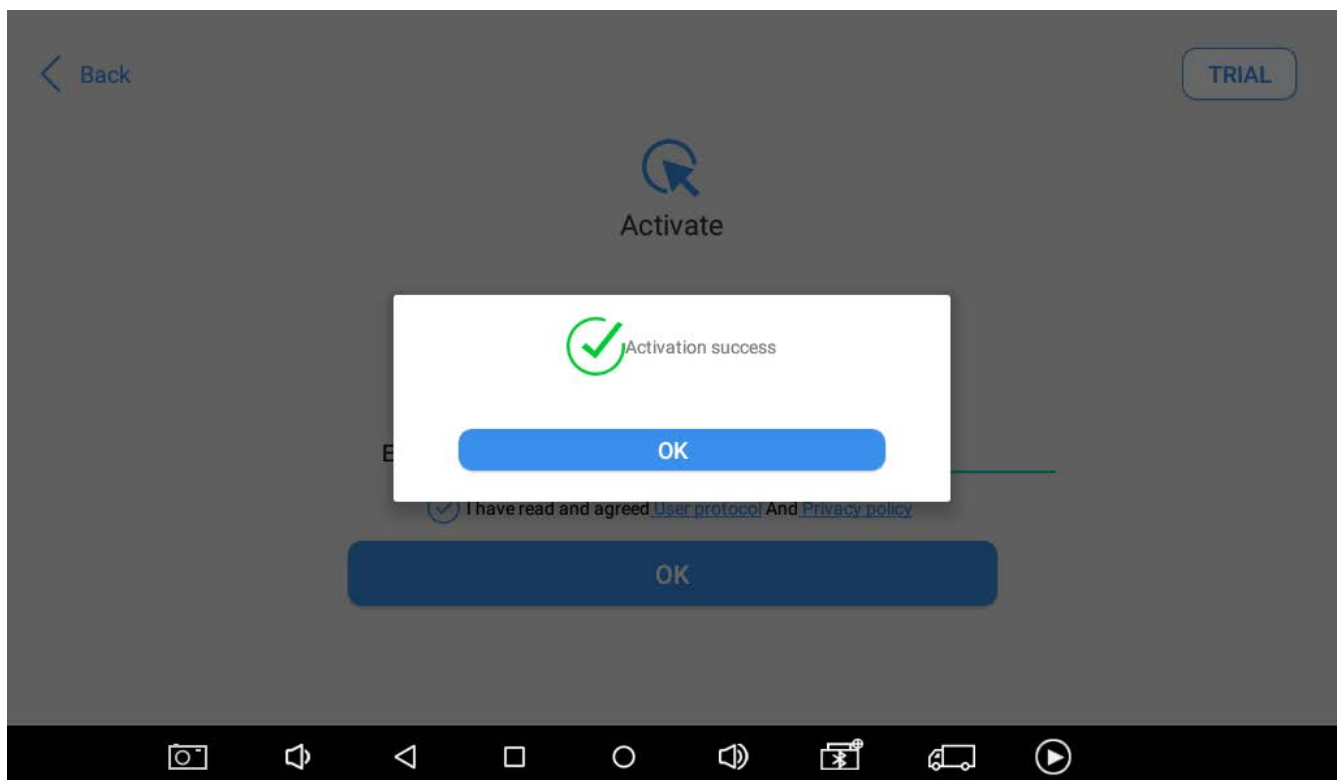 Back
TRIAL
Activate
Activation success
OK
E
I have read and agreed User protocol And Privacy policy
OK